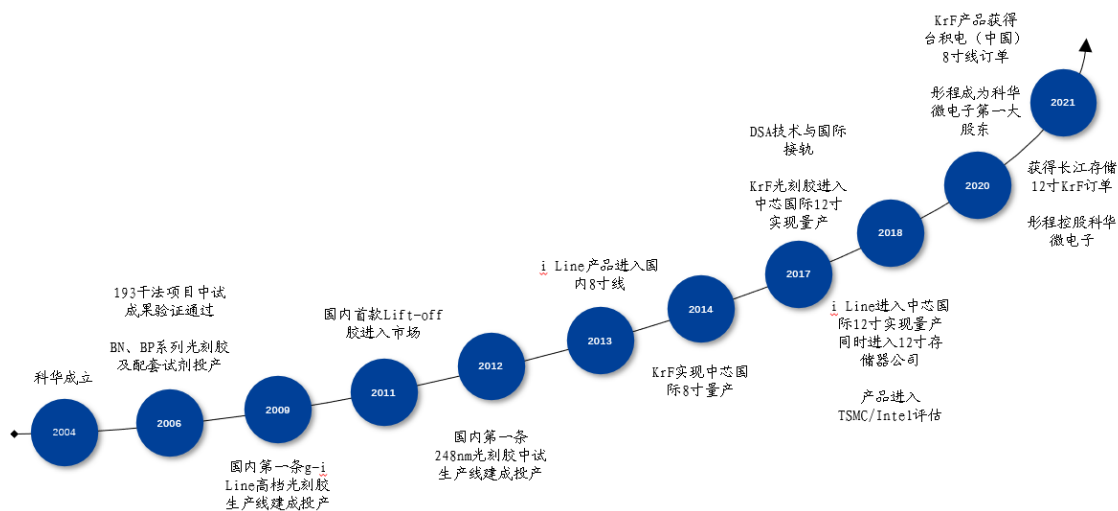 科华成立
2004
193干法项目中试
成果验证通过
BN、BP系列光刻胶
及配套试剂投产
2006
2009
国内第一条g-i
Line高档光刻胶
生产线建成投产
国内首款Lift-off
胶进入市场
2011
2012
国内第一条
248nm光刻胶中试
生产线建成投产
i Line产品进入国
内8寸线
2013
2014
KrF实现中芯国
际8寸量产
DSA技术与国际
接轨
KrF光刻胶进入
中芯国际12寸
实现量产
2017
2018
i Line进入中芯国
际12寸实现量产
同时进入12寸存
储器公司
产品进入
TSMC/Intel评估
KrF产品获得
台积电（中国）
8寸线订单
彤程成为科华
微电子第一大
股东
2020
2021
获得长江存储
12寸KrF订单
彤程控股科华
微电子